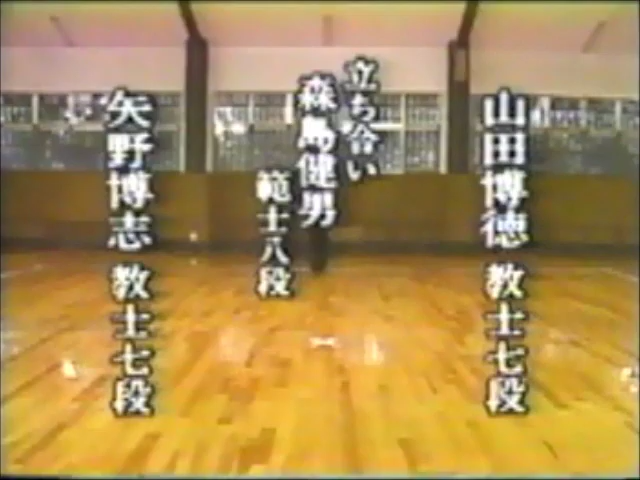 山田博徳 教士七段
立ち合い
森島健男
範士八段
矢野博志 教士七段